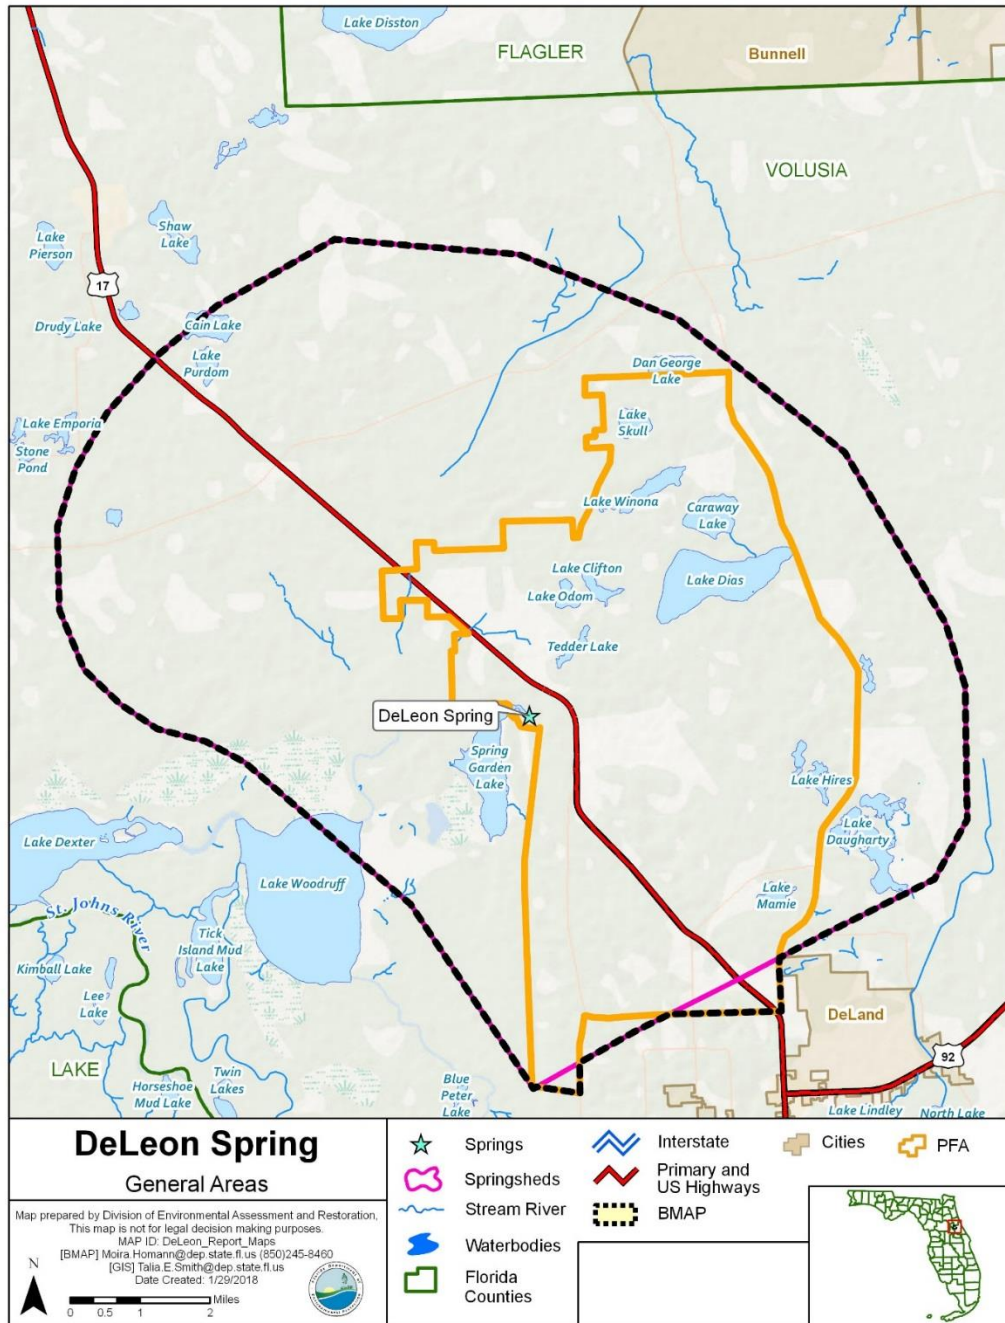 Lake Disston
FLAGLER
Bunnell
VOLUSIA
Shaw
Lake
Lake
Pierson
17
Drudy Lake
Cain Lake
Lake
Purdom
Dan George
Lake
Lake
Skull
Lake Emporia
Stone
Pond
Lake Winona
Caraway
Lake
Lake Clifton
Lake Dias
Lake Odom
Tedder Lake
DeLeon Spring
Spring
Garden
Lake
Lake Hires
Lake
Daugharty
Lake Dexter
Lake Woodruff
Lake
Mamie
St. Johns River
Tick
Island Mud
Lake
Kimball Lake
Lee
Lake
DeLand
92
LAKE
Horseshoe
Mud Lake
Twin
Lakes
Blue
Peter
Lake
Lake Lindley
North Lake
DeLeon Spring
General Areas
Map prepared by Division of Environmental Assessment and Restoration,
This map is not for legal decision making purposes.
MAP ID: DeLeon_Report_Maps
[BMAP] Moira.Homann@dep.state.fl.us (850)245-8460
[GIS] Talia.E.Smith@dep.state.fl.us
Date Created: 1/29/2018
N
Miles
0 0.5 1 2
Springs
Springsheds
Stream River
Waterbodies
Florida
Counties
Interstate
Primary and
US Highways
BMAP
Cities
PFA